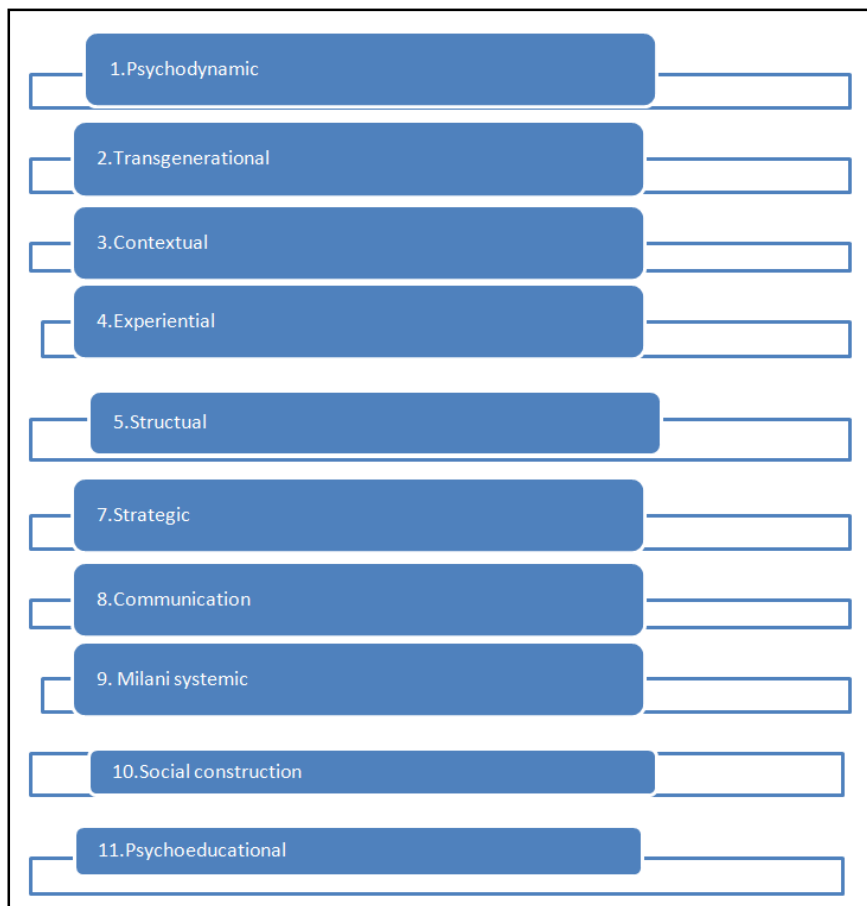 1.Psychodynamic
2.Transgenerational
3.Contextual
4.Experiential
5.Structual
7.Strategic
8.Communication
9. Milani systemic
10.Social construction
11.Psychoeducational